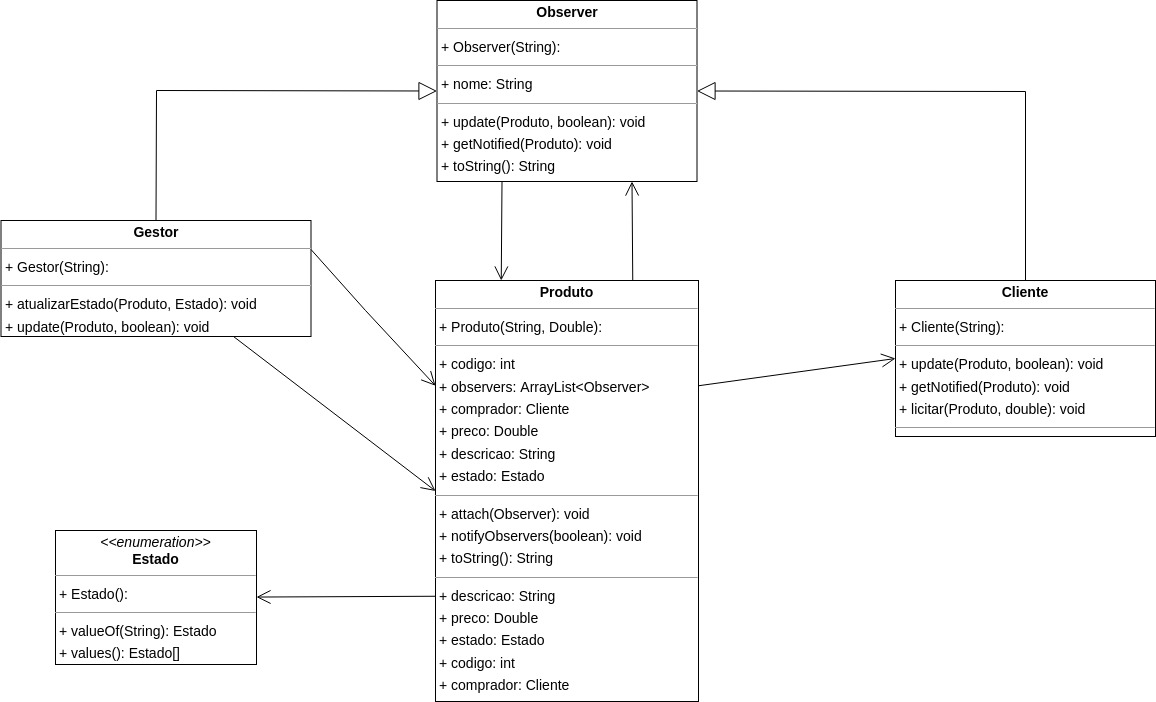 Observer
+ Observer(String):
+ nome: String
+ update(Produto, boolean): void
+ getNotified(Produto): void
+ toString(): String
Gestor
+ Gestor(String):
+ atualizarEstado(Produto, Estado): void
+ update(Produto, boolean): void
Produto
+ Produto(String, Double):
+ codigo: int
+ observers: ArrayList<Observer>
+ comprador: Cliente
+ preco: Double
+ descricao: String
+ estado: Estado
+ attach(Observer): void
+ notifyObservers(boolean): void
+ toString(): String
+ descricao: String
+ preco: Double
+ estado: Estado
+ codigo: int
+ comprador: Cliente
Cliente
+ Cliente(String):
+ update(Produto, boolean): void
+ getNotified(Produto): void
+ licitar(Produto, double): void
<<enumeration>>
Estado
+ Estado():
+ valueOf(String): Estado
+ values(): Estado[]